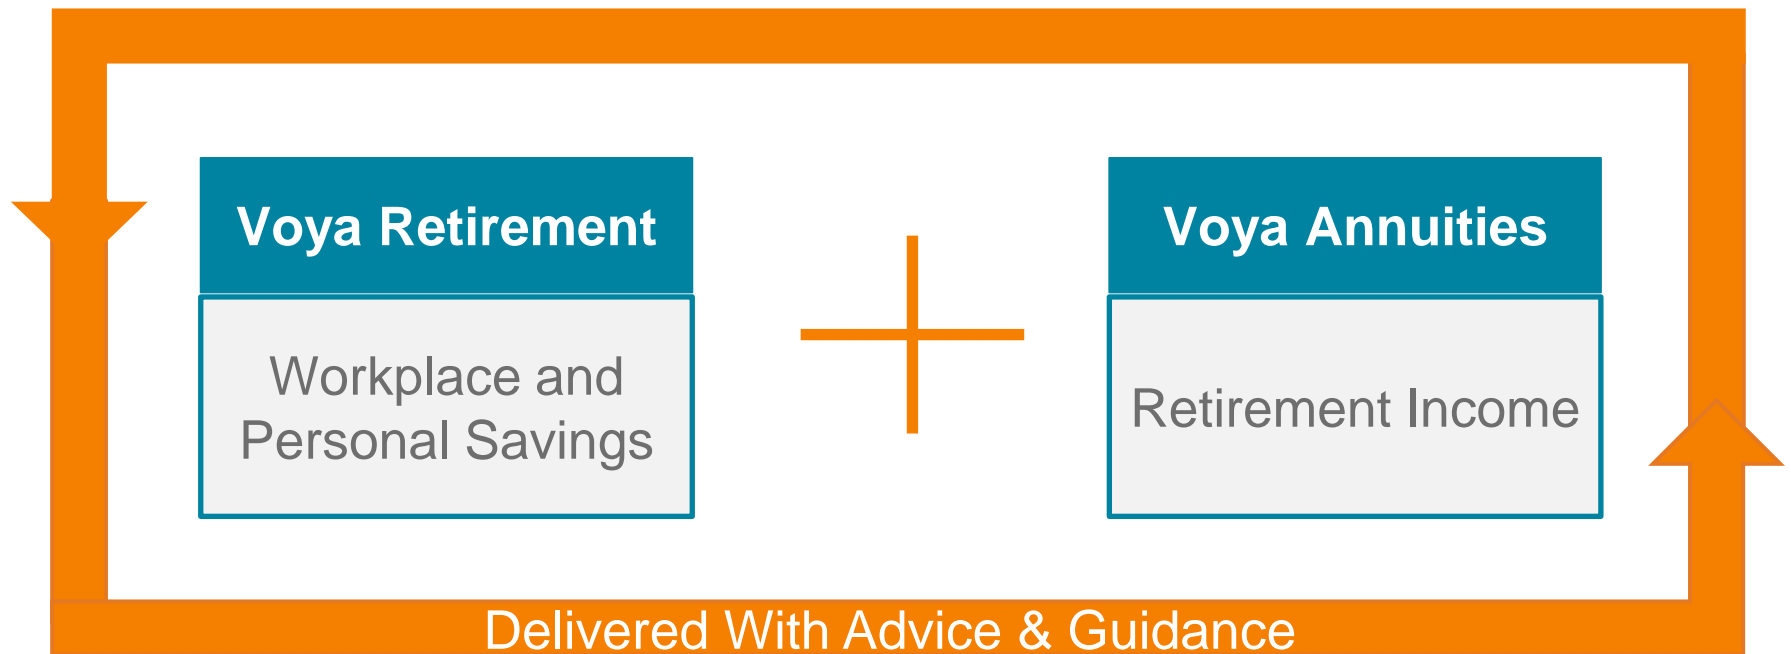 Voya Retirement
Workplace and
Personal Savings
Voya Annuities
Retirement Income
Delivered With Advice & Guidance